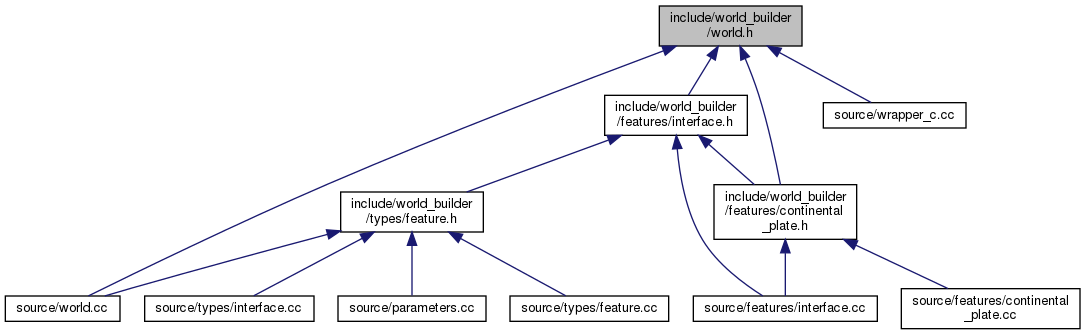 include/world_builder
/world.h
include/world_builder
/features/interface.h
source/wrapper_c.cc
include/world_builder
/types/feature.h
include/world_builder
/features/continental
_plate.h
source/world.cc
source/types/interface.cc
source/parameters.cc
source/types/feature.cc
source/features/interface.cc
source/features/continental
_plate.cc